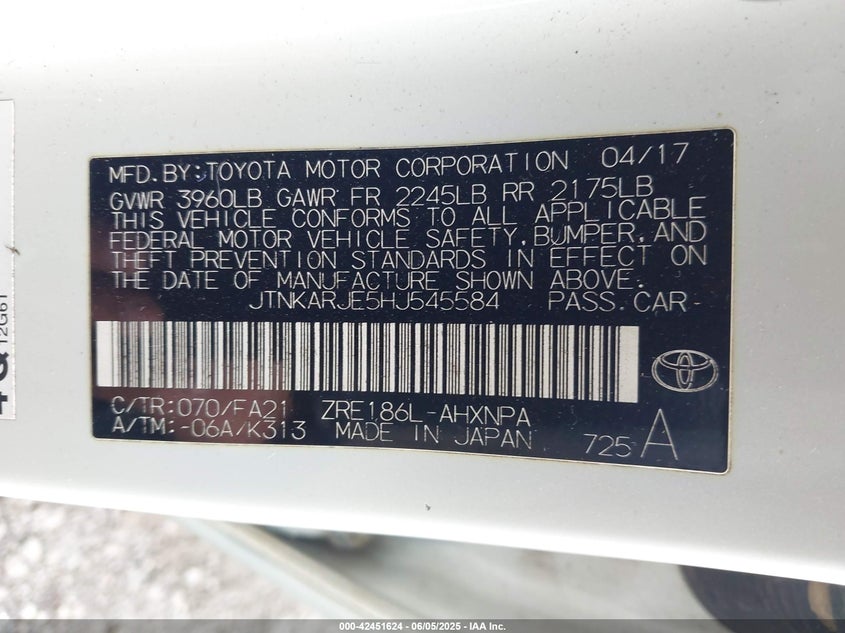 MFD. BY:TOYOTA MOTOR CORPORATION 04/17
GVWR 3960LB GAWR FR 2245LB RR 2175LB
THIS VEHICLE CONFORMS TO ALL APPLICABLE
FEDERAL MOTOR VEHICLE SAFETY,BUMPER,AND
THEFT PREVENTION STANDARDS IN EFFECT ON
THE DATE OF MANUFACTURE SHOWN ABOVE.
JTNKARJE5HJ545584 PASS.CAR
C/TR:070/FA21 ZRE186L-AHXNPA
A/TM:-06A/K313 MADE IN JAPAN 725 A
12G61
000-42451624 - 06/05/2025 - IAA Inc.